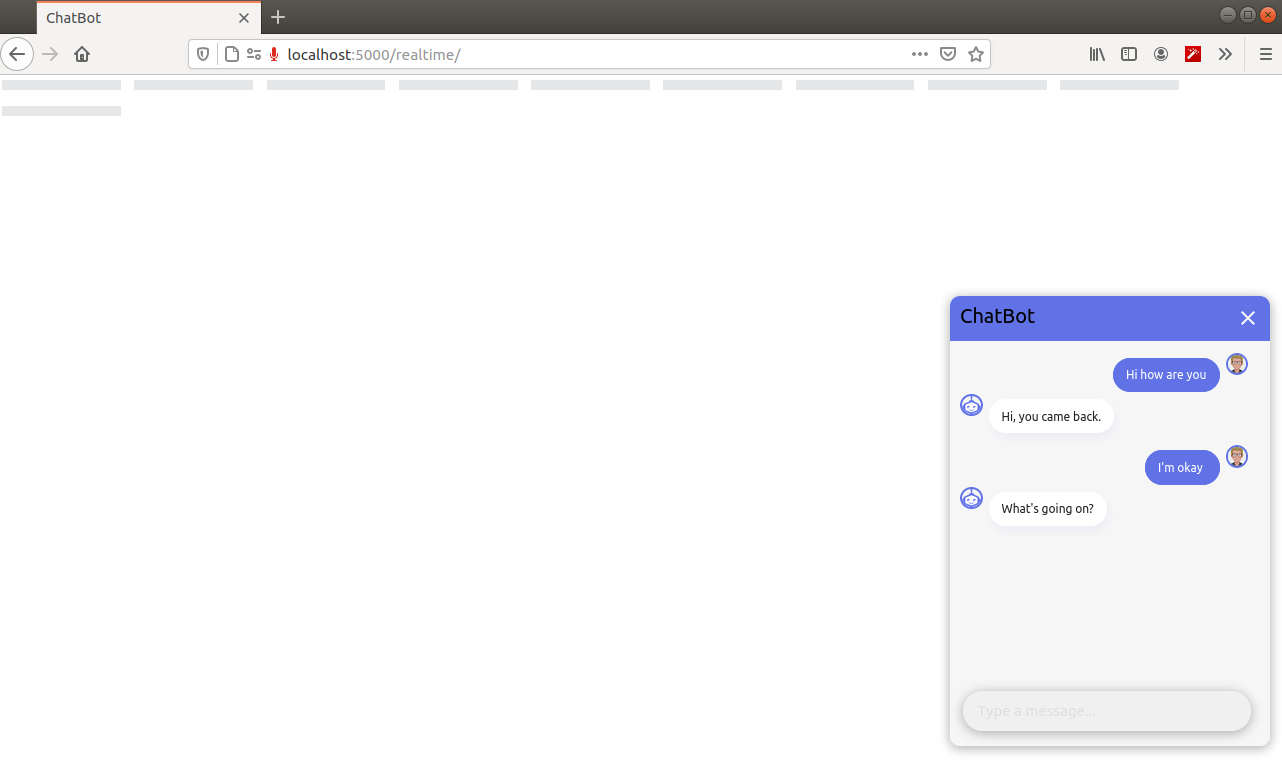 ChatBot
localhost:5000/realtime/
ChatBot
Hi how are you
Hi, you came back.
I'm okay
What's going on?
Type a message...